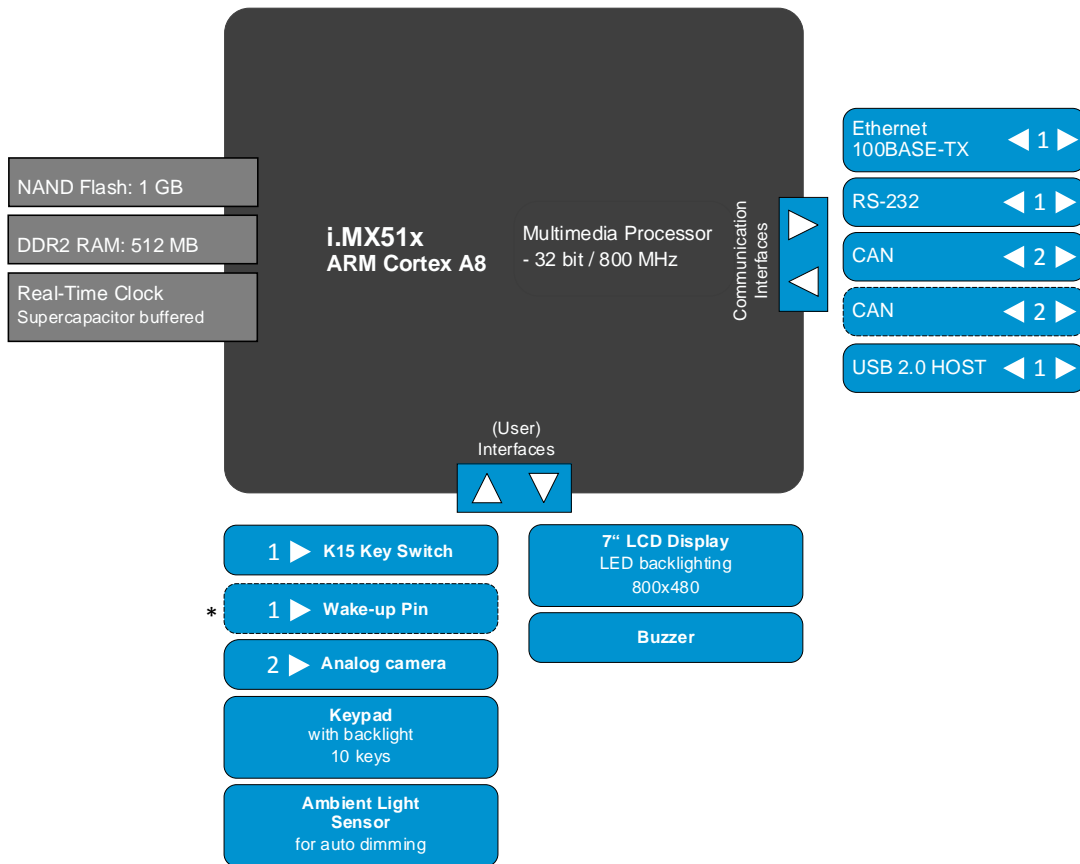 NAND Flash: 1 GB
DDR2 RAM: 512 MB
Real-Time Clock
Supercapacitor buffered
i.MX51x
ARM Cortex A8
Multimedia Processor
- 32 bit / 800 MHz
Communication
Interfaces
Ethernet
100BASE-TX
1
RS-232
1
CAN
2
CAN
2
USB 2.0 HOST
1
(User)
Interfaces
1 K15 Key Switch
* 1 Wake-up Pin
2 Analog camera
Keypad
with backlight
10 keys
Ambient Light
Sensor
for auto dimming
7“ LCD Display
LED backlighting
800x480
Buzzer